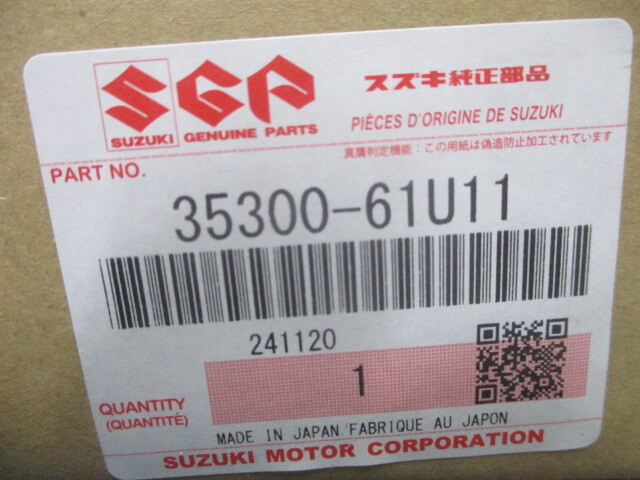 SGP スズキ純正部品
SUZUKI GENUINE PARTS PIÈCES D'ORIGINE DE SUZUKI
真贋判定機能：この用紙は偽造防止加工されています
PART NO.
35300-61U11
241120
1
QUANTITY
(QUANTITÉ)
MADE IN JAPAN/FABRIQUE AU JAPON
SUZUKI MOTOR CORPORATION